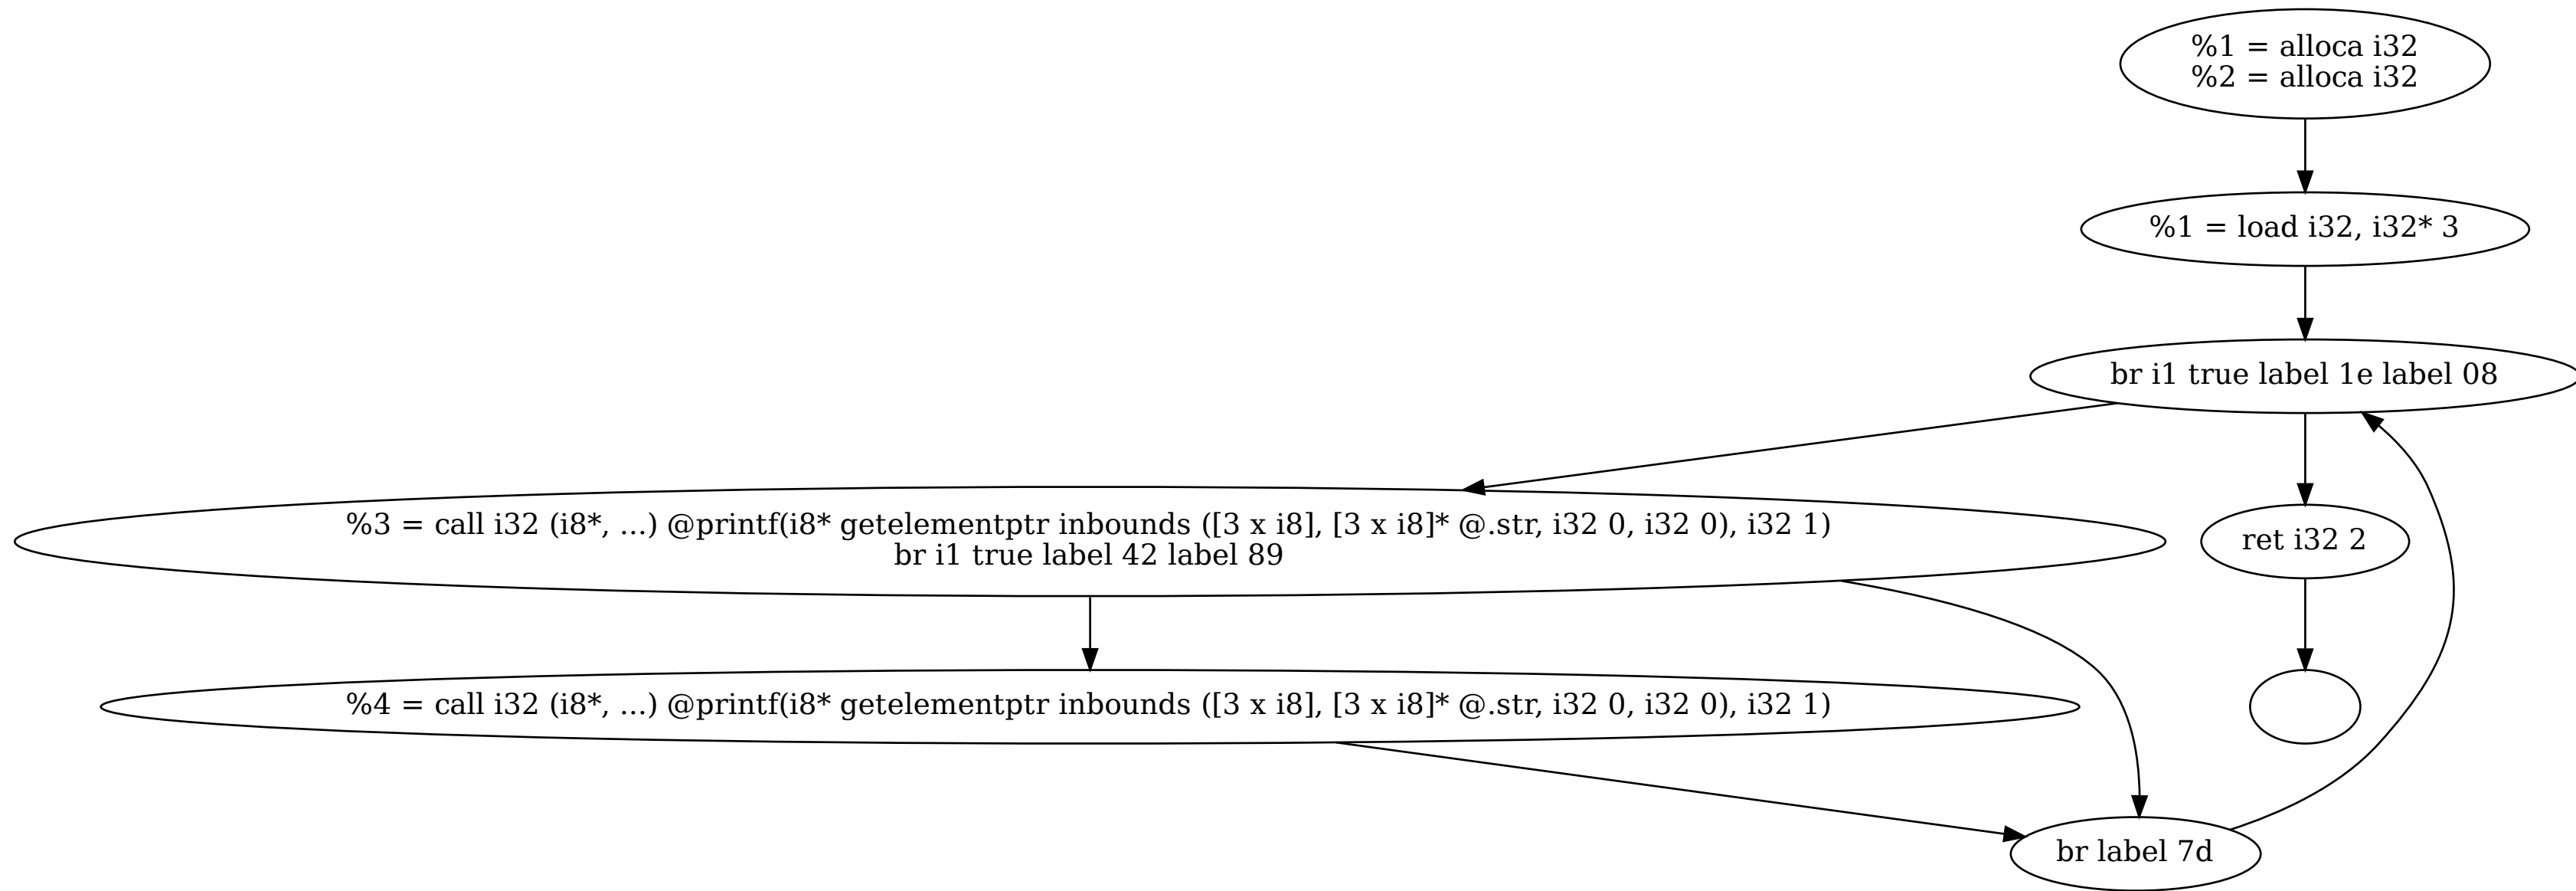 %1 = alloca i32
%2 = alloca i32
%1 = load i32, i32* 3
br i1 true label 1e label 08
%3 = call i32 (i8*, ...) @printf(i8* getelementptr inbounds ([3 x i8], [3 x i8]* @.str, i32 0, i32 0), i32 1)
br i1 true label 42 label 89
ret i32 2
%4 = call i32 (i8*, ...) @printf(i8* getelementptr inbounds ([3 x i8], [3 x i8]* @.str, i32 0, i32 0), i32 1)
br label 7d